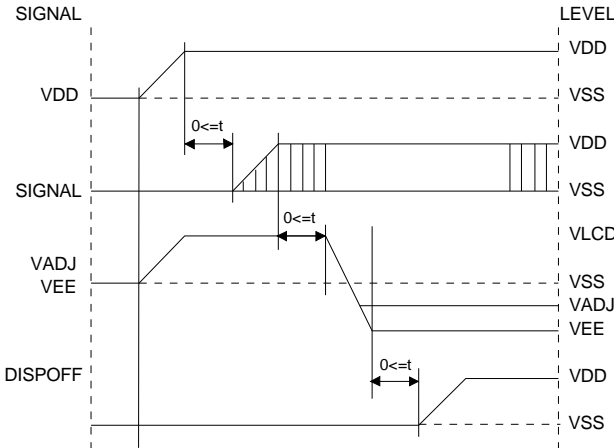 SIGNAL LEVEL
VDD
VDD VSS
0<=t VDD
SIGNAL VSS
0<=t VLCD
VADJ
VEE VSS
VADJ
VEE
0<=t
DISPOFF VDD
VSS